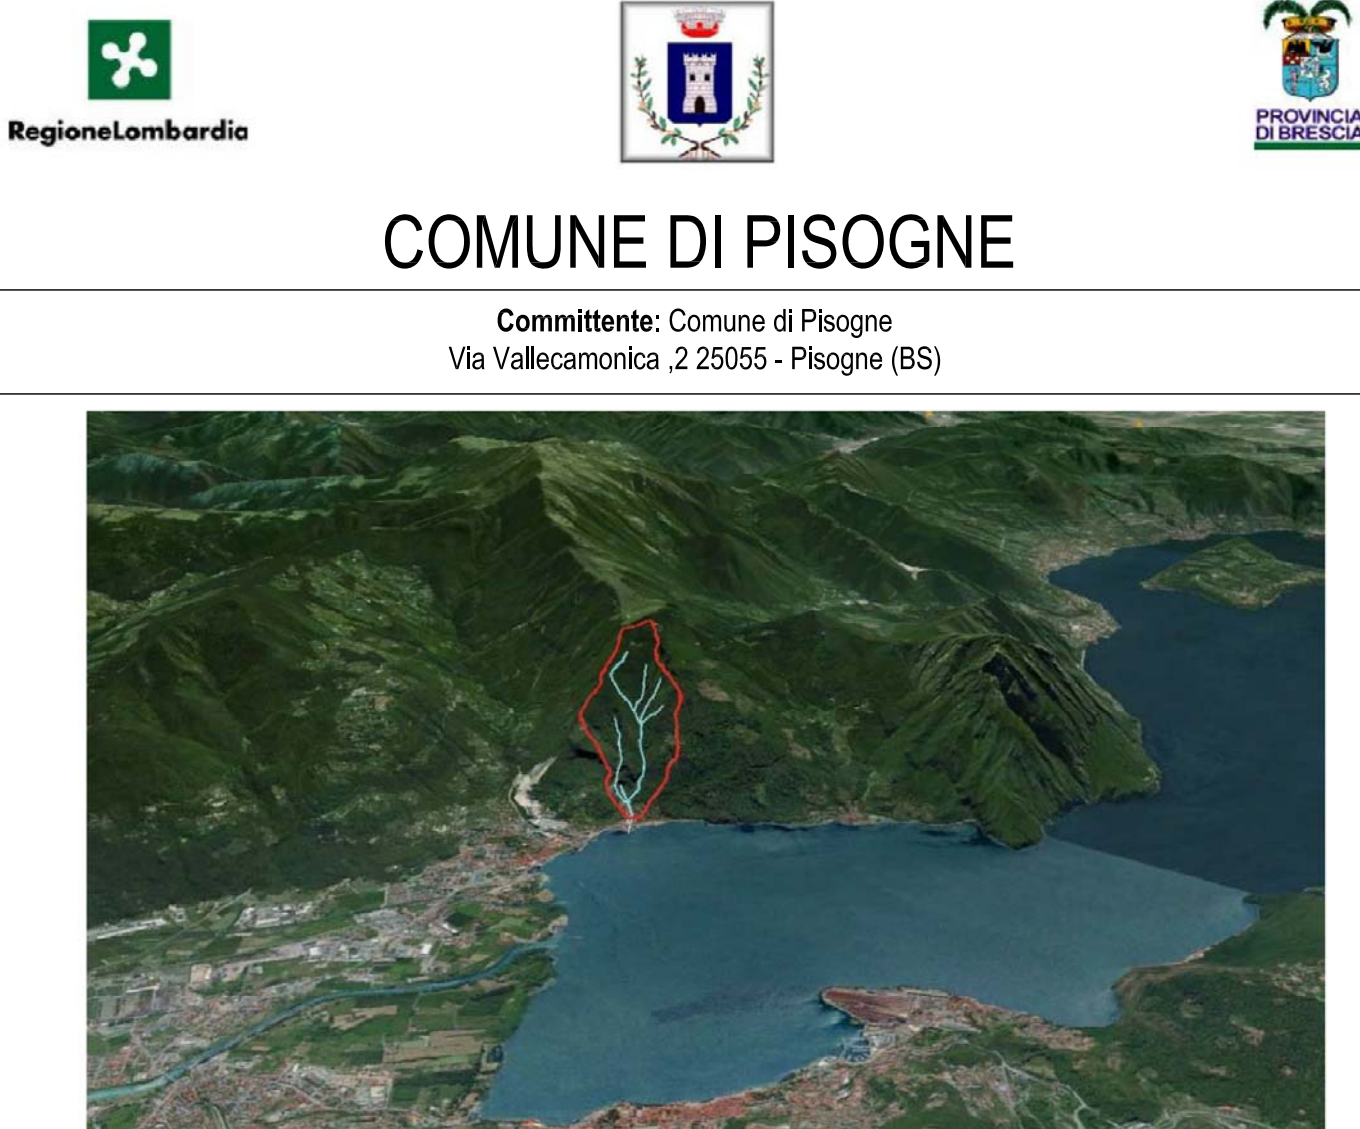 RegioneLombardia
PROVINCIA
DI BRESCIA
COMUNE DI PISOGNE
Committente: Comune di Pisogne
Via Vallecamonica ,2 25055 - Pisogne (BS)